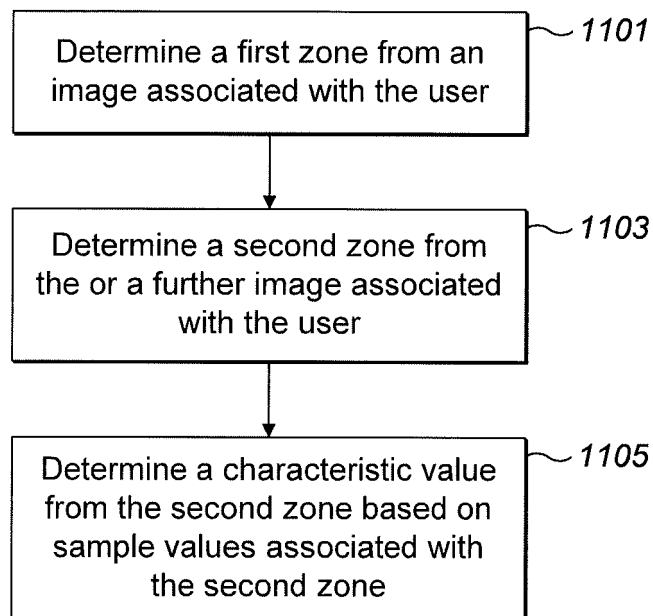 Determine a first zone from an
image associated with the user
1101
Determine a second zone from
the or a further image associated
with the user
1103
Determine a characteristic value
from the second zone based on
sample values associated with
the second zone
1105